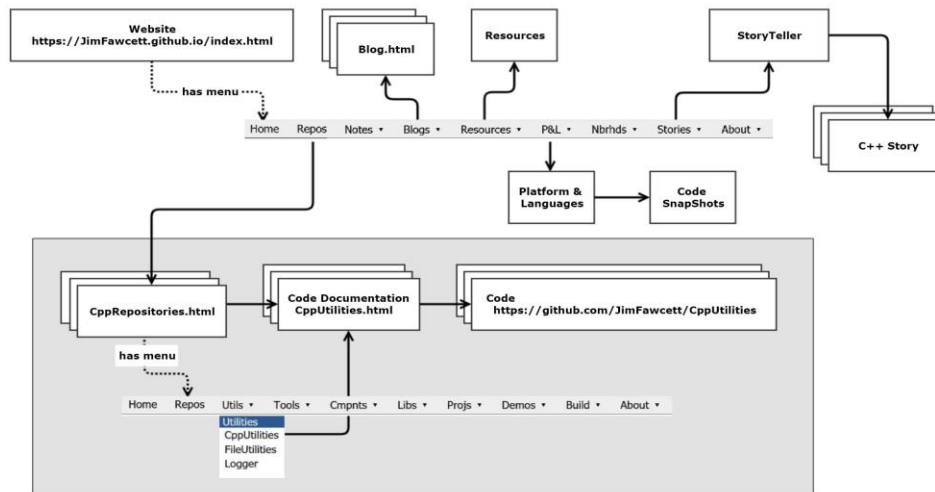 Website
https://JimFawcett.github.io/index.html
Blog.html
Resources
StoryTeller
has menu
Home Repos Notes Blogs Resources P&L Nbrhds Stories About
C++ Story
Platform &
Languages
Code
SnapShots
CppRepositories.html
Code Documentation
CppUtilities.html
Code
https://github.com/JimFawcett/CppUtilities
has menu
Home Repos Utils Tools Cmpnts Libs Projs Demos Build About
Utilities
CppUtilities
FileUtilities
Logger